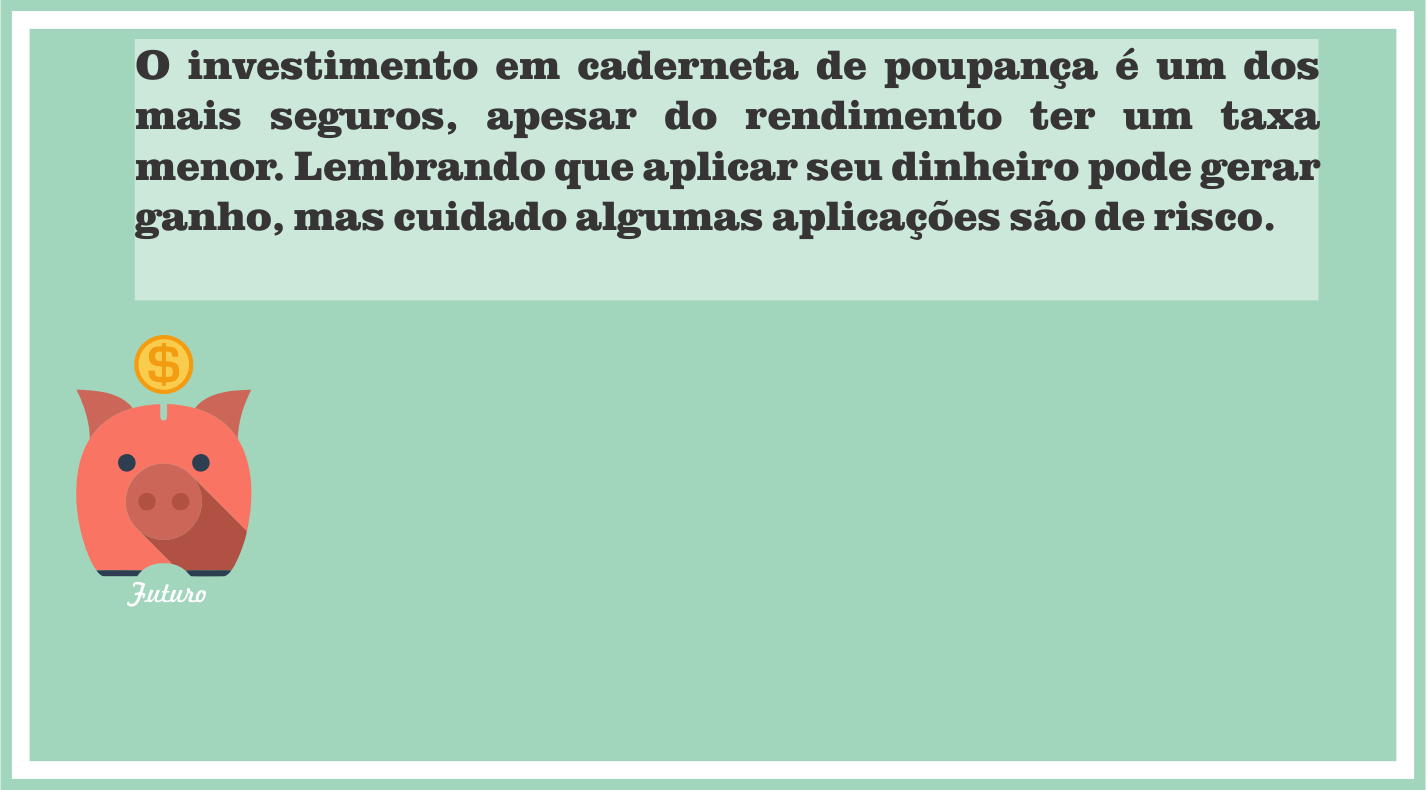 O investimento em caderneta de poupança é um dos
mais seguros, apesar do rendimento ter um taxa
menor. Lembrando que aplicar seu dinheiro pode gerar
ganho, mas cuidado algumas aplicações são de risco.
$
Futuro